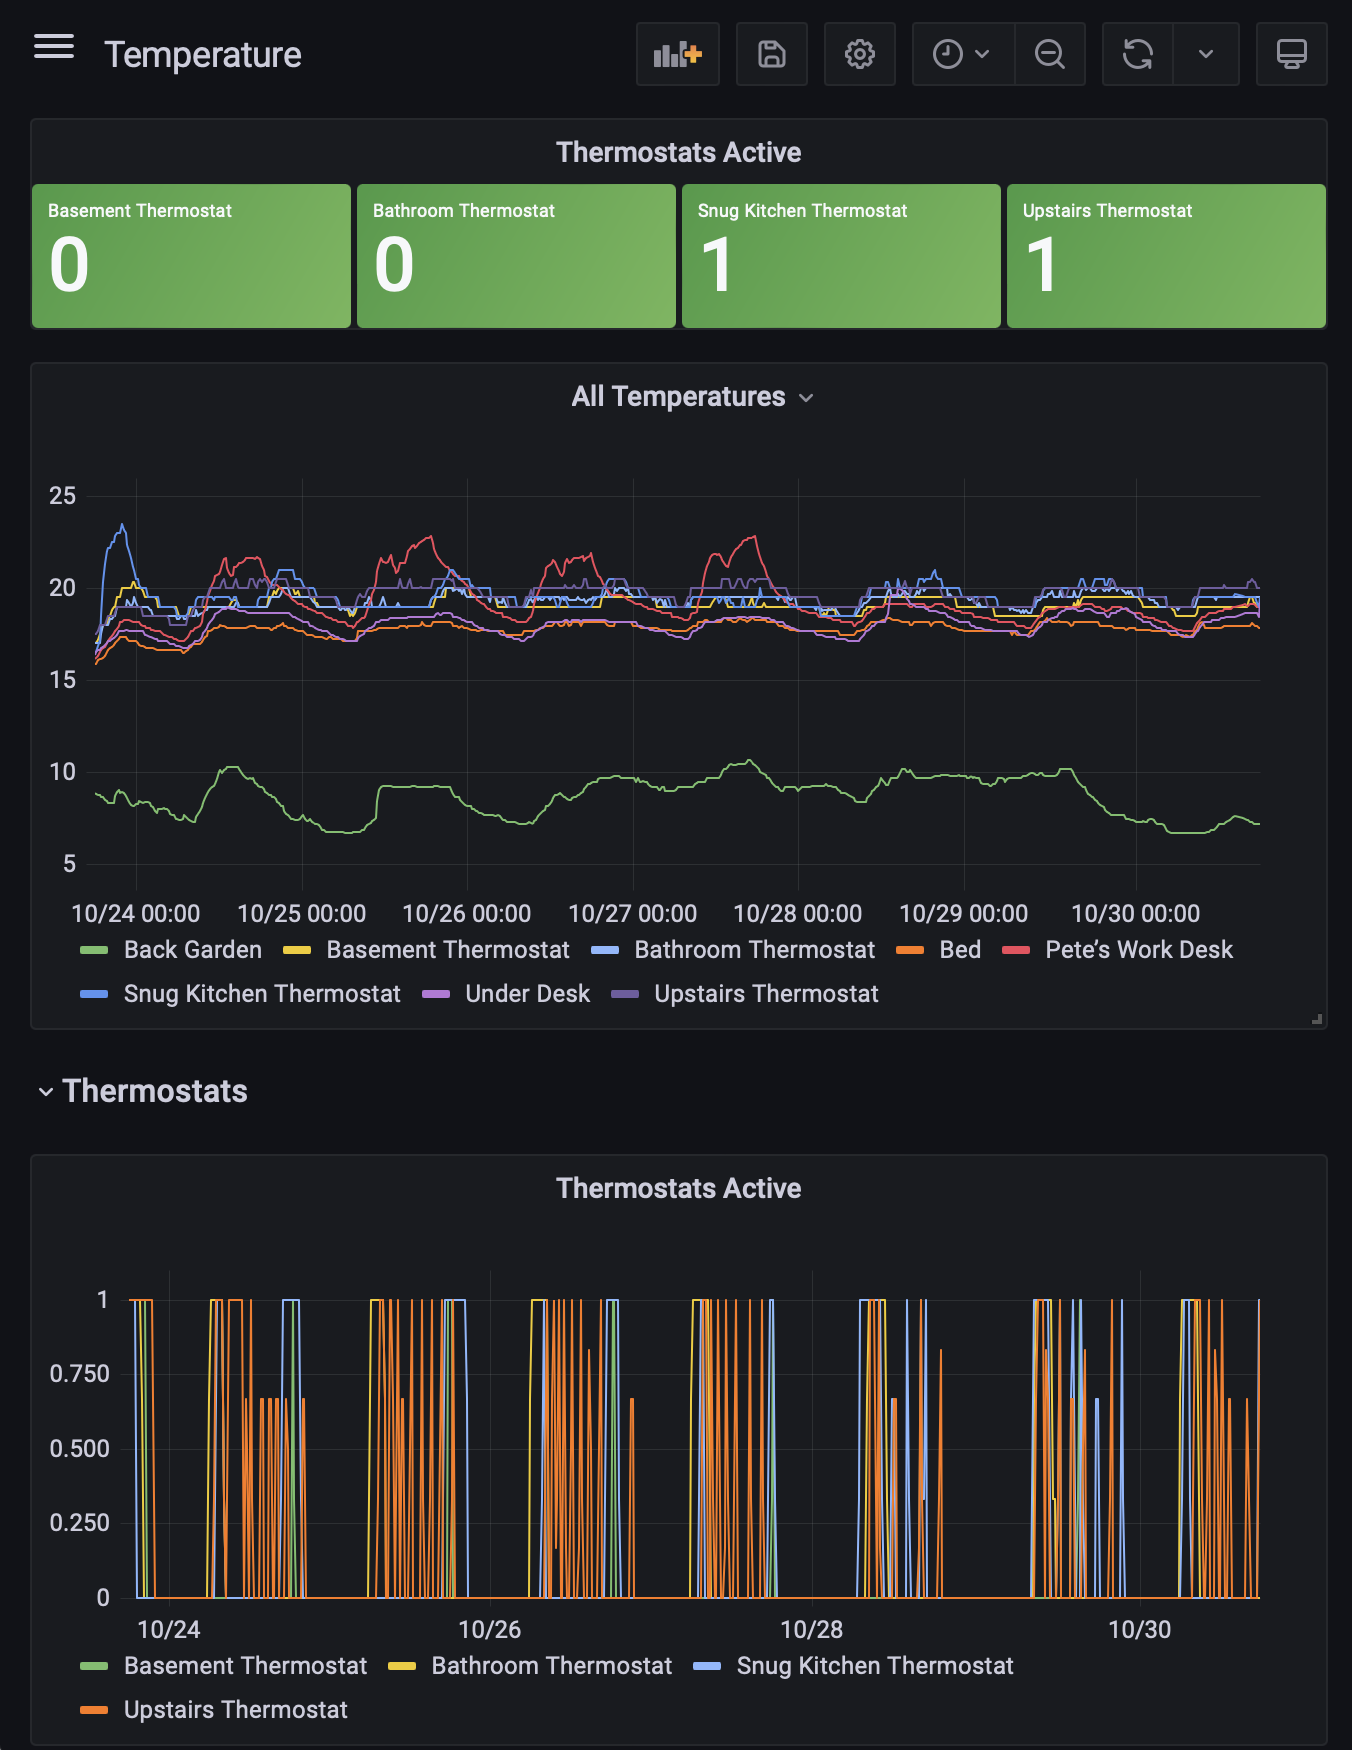 Temperature
Thermostats Active
Basement Thermostat Bathroom Thermostat Snug Kitchen Thermostat Upstairs Thermostat
0 0 1 1
All Temperatures
25
20
15
10
5
10/24 00:00 10/25 00:00 10/26 00:00 10/27 00:00 10/28 00:00 10/29 00:00 10/30 00:00
Back Garden Basement Thermostat Bathroom Thermostat Bed Pete’s Work Desk
Snug Kitchen Thermostat Under Desk Upstairs Thermostat
Thermostats
Thermostats Active
1
0.750
0.500
0.250
0
10/24 10/26 10/28 10/30
Basement Thermostat Bathroom Thermostat Snug Kitchen Thermostat
Upstairs Thermostat